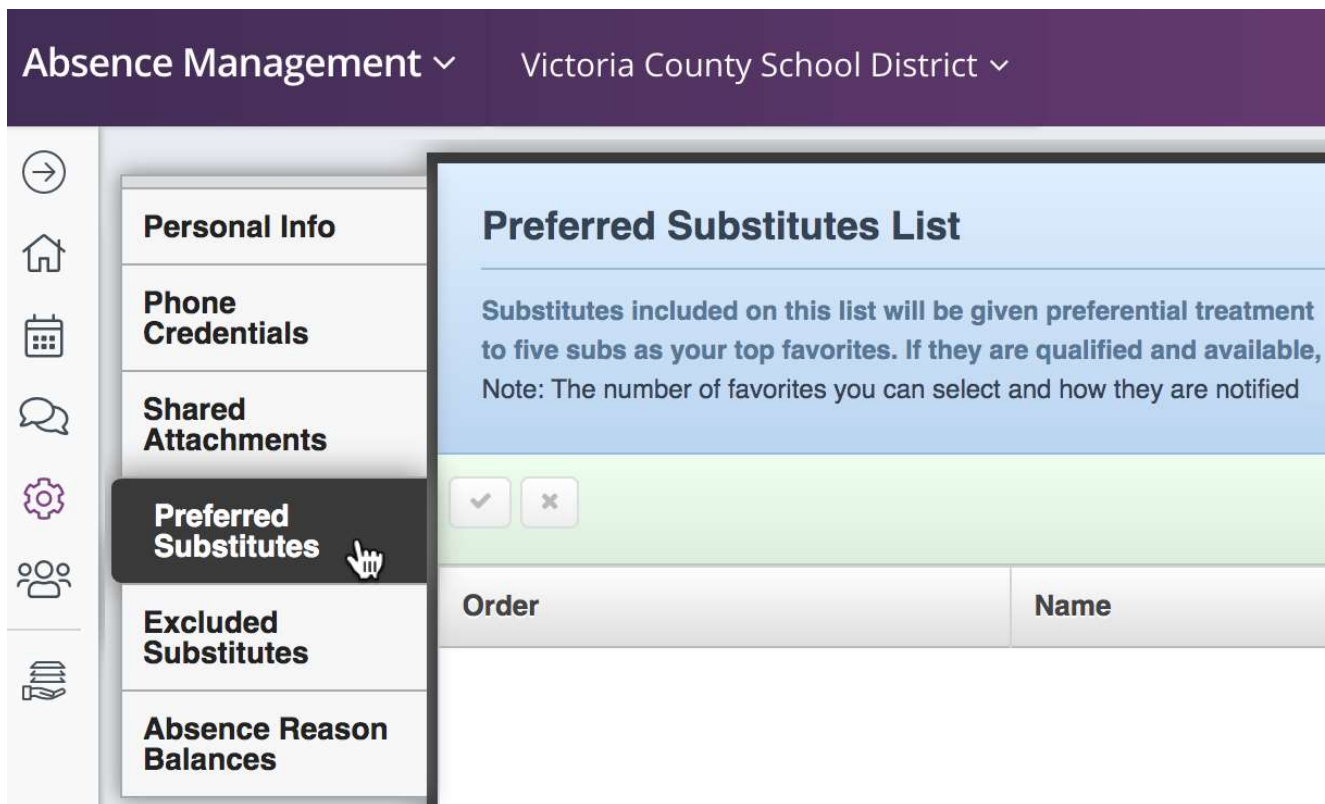 Absence Management Victoria County School District
Personal Info
Phone
Credentials
Shared
Attachments
Preferred
Substitutes
Excluded
Substitutes
Absence Reason
Balances
Preferred Substitutes List
Substitutes included on this list will be given preferential treatment
to five subs as your top favorites. If they are qualified and available,
Note: The number of favorites you can select and how they are notified
Order Name